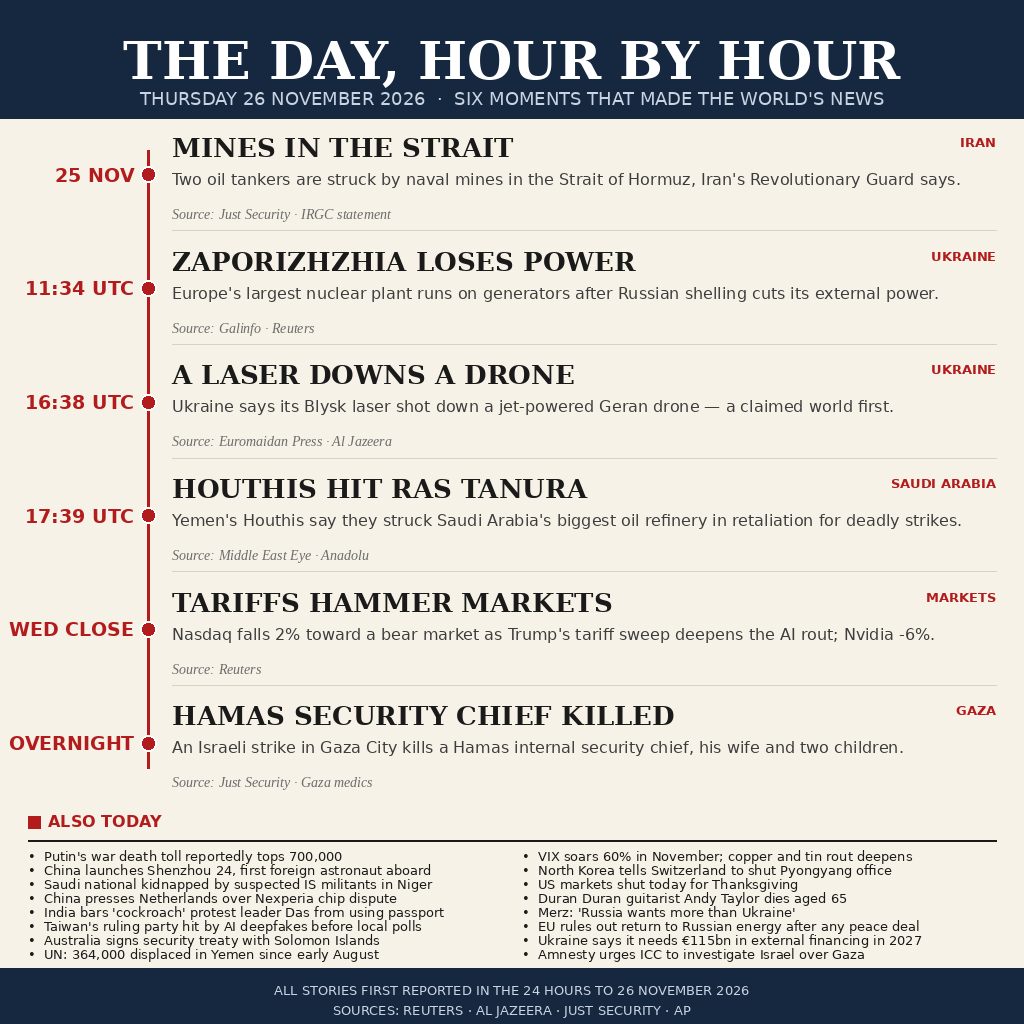 THE DAY, HOUR BY HOUR
THURSDAY 26 NOVEMBER 2026 · SIX MOMENTS THAT MADE THE WORLD'S NEWS
25 NOV
MINES IN THE STRAIT
IRAN
Two oil tankers are struck by naval mines in the Strait of Hormuz, Iran's Revolutionary Guard says.
Source: Just Security · IRGC statement
11:34 UTC
ZAPORIZHZHIA LOSES POWER
UKRAINE
Europe's largest nuclear plant runs on generators after Russian shelling cuts its external power.
Source: Galinfo · Reuters
16:38 UTC
A LASER DOWNS A DRONE
UKRAINE
Ukraine says its Blysk laser shot down a jet-powered Geran drone — a claimed world first.
Source: Euromaidan Press · Al Jazeera
17:39 UTC
HOUTHIS HIT RAS TANURA
SAUDI ARABIA
Yemen's Houthis say they struck Saudi Arabia's biggest oil refinery in retaliation for deadly strikes.
Source: Middle East Eye · Anadolu
WED CLOSE
TARIFFS HAMMER MARKETS
MARKETS
Nasdaq falls 2% toward a bear market as Trump's tariff sweep deepens the AI rout; Nvidia -6%.
Source: Reuters
OVERNIGHT
HAMAS SECURITY CHIEF KILLED
GAZA
An Israeli strike in Gaza City kills a Hamas internal security chief, his wife and two children.
Source: Just Security · Gaza medics
ALSO TODAY
• Putin's war death toll reportedly tops 700,000
• China launches Shenzhou 24, first foreign astronaut aboard
• Saudi national kidnapped by suspected IS militants in Niger
• China presses Netherlands over Nexperia chip dispute
• India bars 'cockroach' protest leader Das from using passport
• Taiwan's ruling party hit by AI deepfakes before local polls
• Australia signs security treaty with Solomon Islands
• UN: 364,000 displaced in Yemen since early August
• VIX soars 60% in November; copper and tin rout deepens
• North Korea tells Switzerland to shut Pyongyang office
• US markets shut today for Thanksgiving
• Duran Duran guitarist Andy Taylor dies aged 65
• Merz: 'Russia wants more than Ukraine'
• EU rules out return to Russian energy after any peace deal
• Ukraine says it needs €115bn in external financing in 2027
• Amnesty urges ICC to investigate Israel over Gaza
ALL STORIES FIRST REPORTED IN THE 24 HOURS TO 26 NOVEMBER 2026
SOURCES: REUTERS · AL JAZEERA · JUST SECURITY · AP